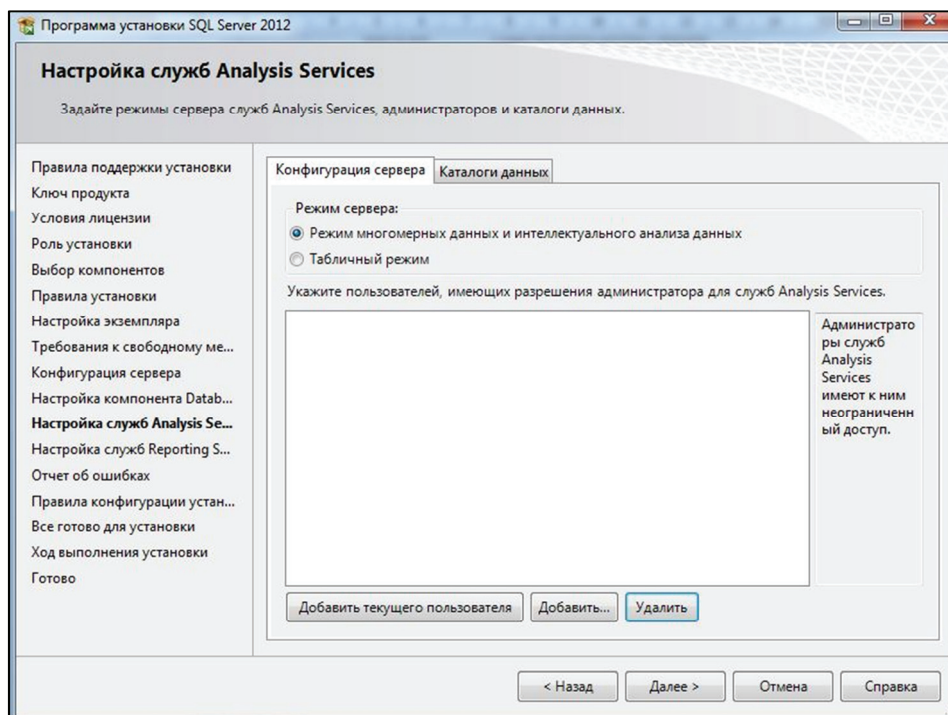 Программа установки SQL Server 2012
Настройка служб Analysis Services
Задайте режимы сервера служб Analysis Services, администраторов и каталоги данных.
Правила поддержки установки
Ключ продукта
Условия лицензии
Роль установки
Выбор компонентов
Правила установки
Настройка экземпляра
Требования к свободному ме...
Конфигурация сервера
Настройка компонента Datab...
Настройка служб Analysis Se...
Настройка служб Reporting S...
Отчет об ошибках
Правила конфигурации устан...
Все готово для установки
Ход выполнения установки
Готово
Конфигурация сервера
Каталоги данных
Режим сервера:
Режим многомерных данных и интеллектуального анализа данных
Табличный режим
Укажите пользователей, имеющих разрешения администратора для служб Analysis Services.
Администрато
ры служб
Analysis
Services
имеют к ним
неограниченн
ый доступ.
Добавить текущего пользователя
Добавить...
Удалить
< Назад
Далее >
Отмена
Справка